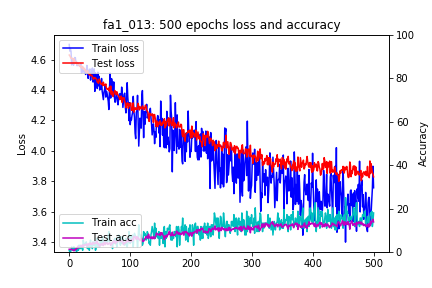 fa1_013: 500 epochs loss and accuracy
Train loss
Test loss
Train acc
Test acc
Loss
4.6
4.4
4.2
4.0
3.8
3.6
3.4
0
100
200
300
400
500
100
80
60
40
20
0
Accuracy